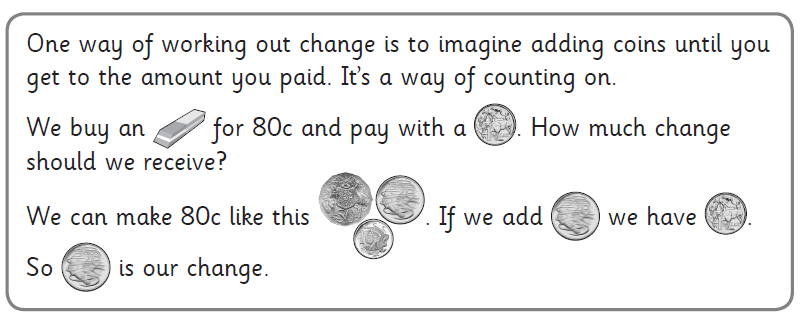 One way of working out change is to imagine adding coins until you
get to the amount you paid. It's a way of counting on.
We buy an for 80c and pay with a . How much change
should we receive?
We can make 80c like this . If we add we have .
So is our change.